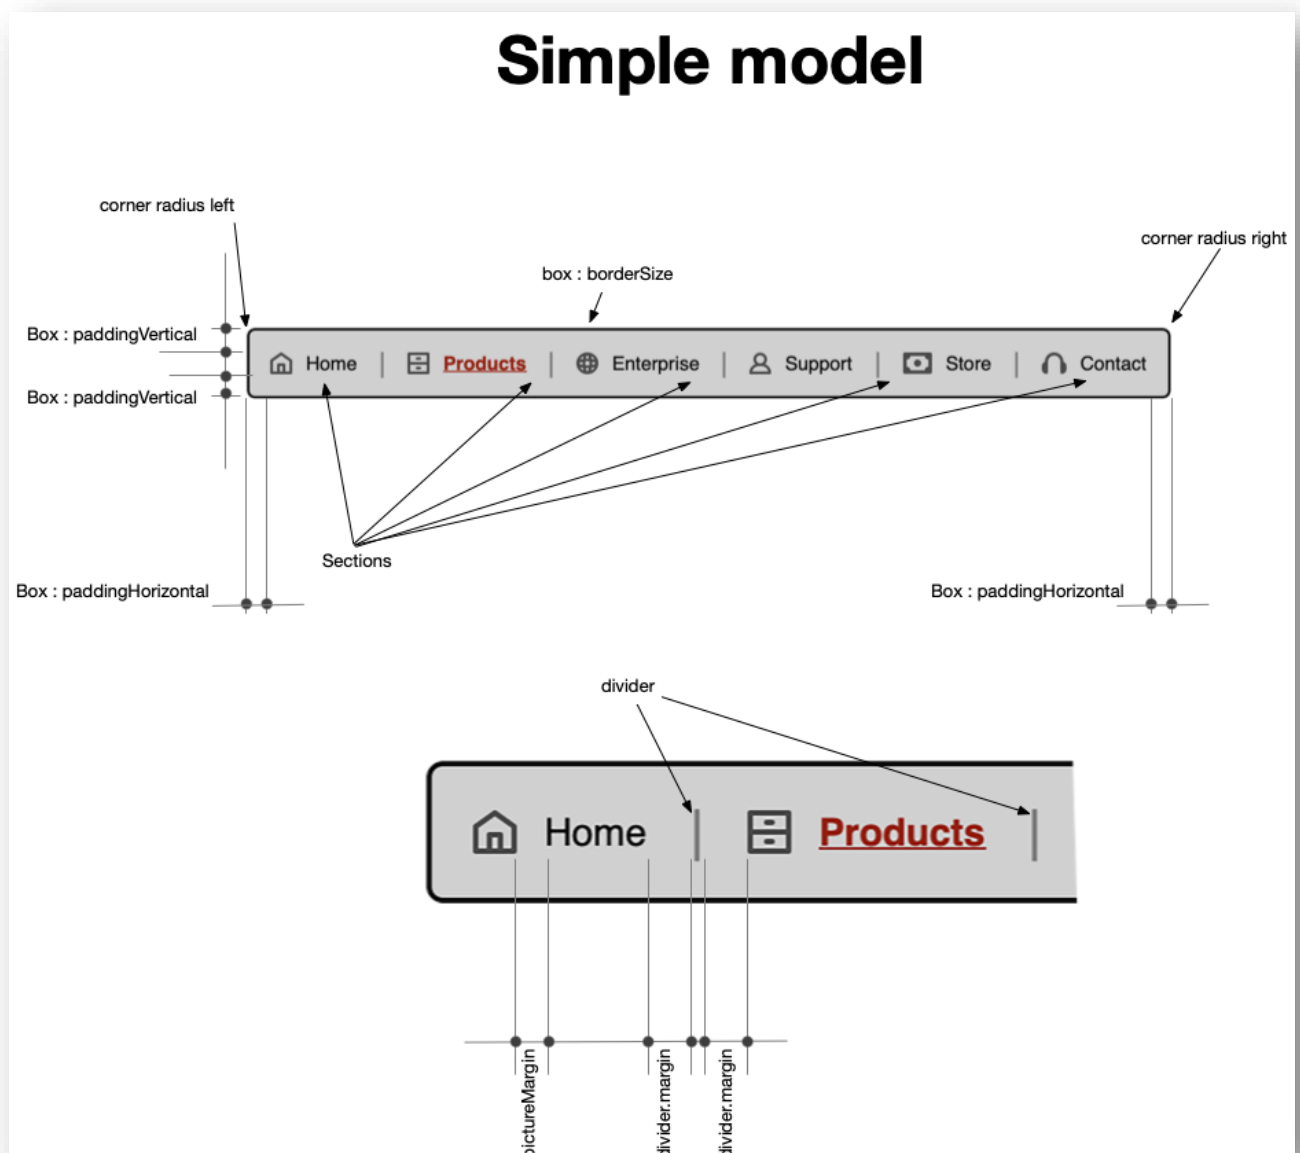 Simple model
corner radius left
corner radius right
box : borderSize
Box : paddingVertical
Home | Products | Enterprise | Support | Store | Contact
Box : paddingVertical
Sections
Box : paddingHorizontal
Box : paddingHorizontal
divider
Home | Products |
pictureMargin
divider.margin
divider.margin